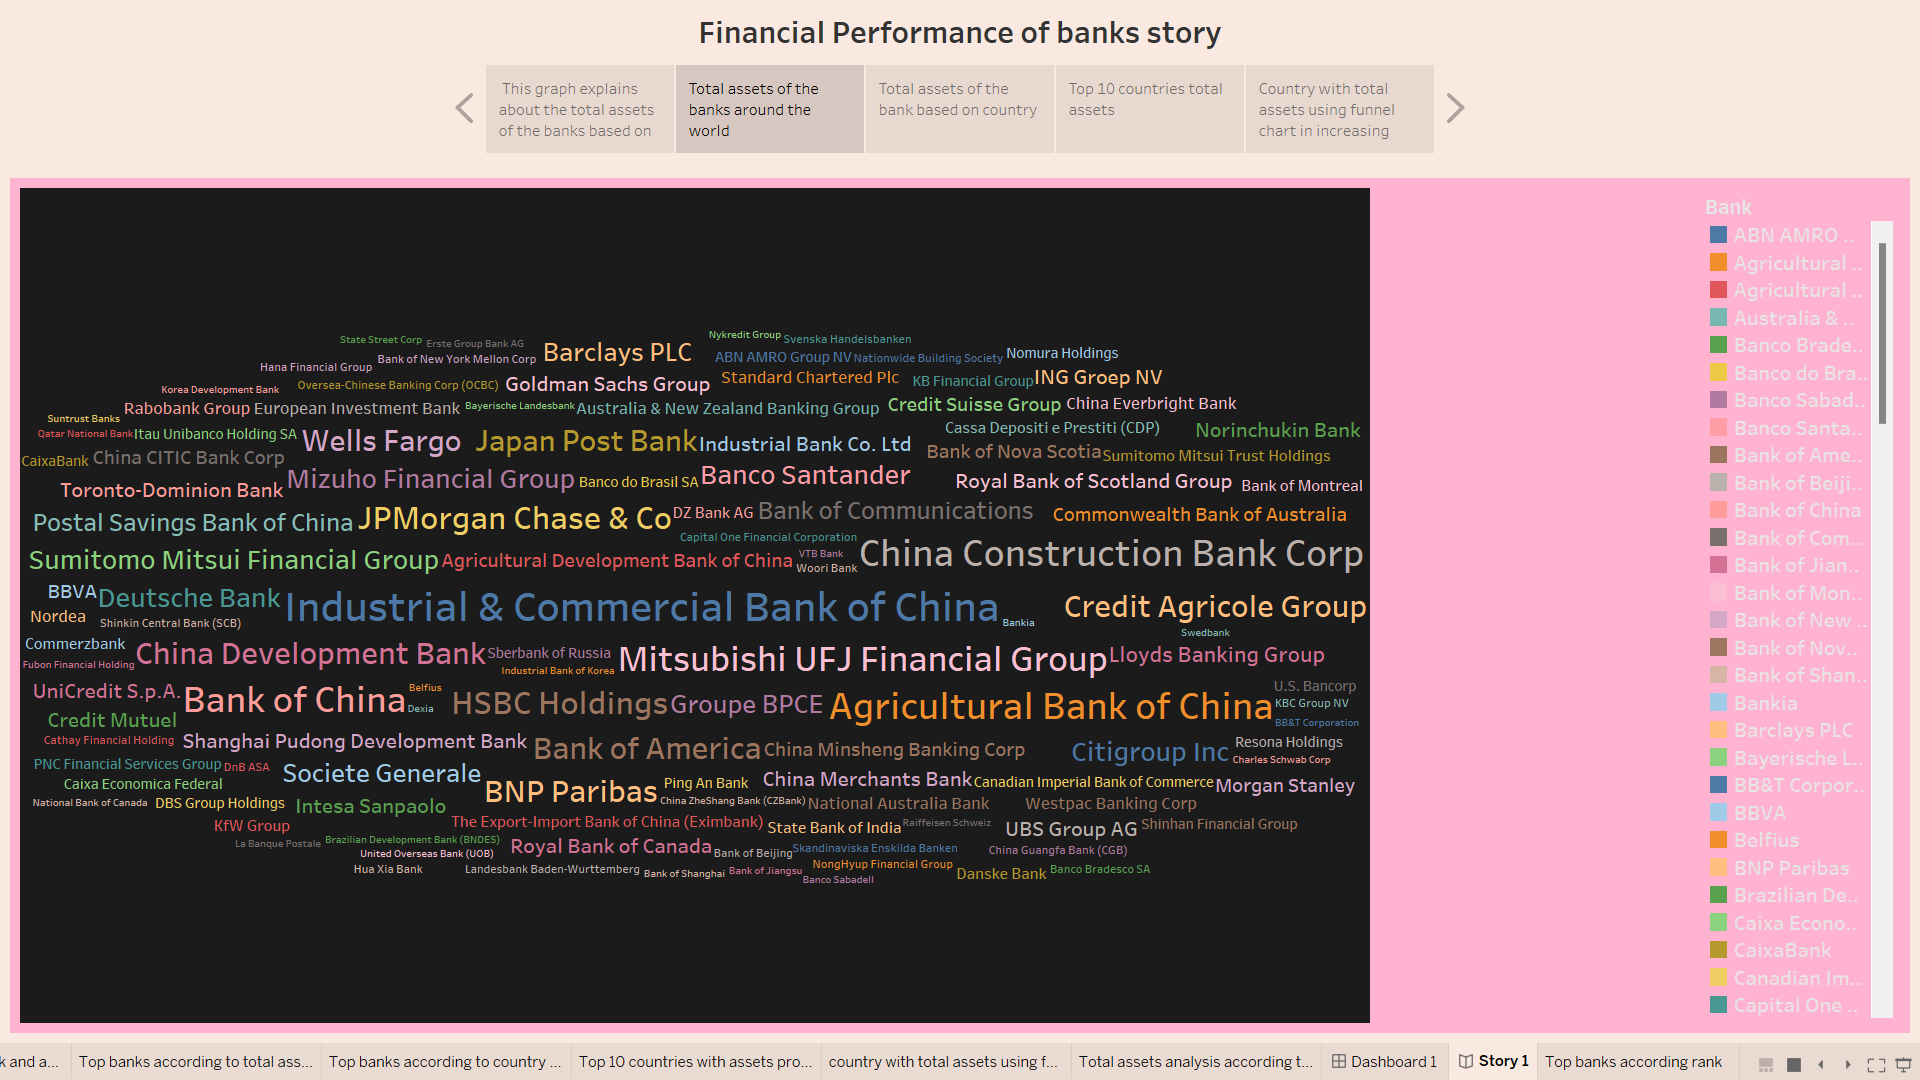 Financial Performance of banks story
This graph explains
about the total assets
of the banks based on
Total assets of the
banks around the
world
Total assets of the
bank based on country
Top 10 countries total
assets
Country with total
assets using funnel
chart in increasing
State Street Corp Erste Group Bank AG Nykredit Group Svenska Handelsbanken
Bank of New York Mellon Corp Barclays PLC ABN AMRO Group NV Nationwide Building Society Nomura Holdings
Hana Financial Group
Korea Development Bank Oversea-Chinese Banking Corp (OCBC) Goldman Sachs Group Standard Chartered Plc KB Financial Group ING Groep NV
Suntrust Banks Rabobank Group European Investment Bank Bayerische Landesbank Australia & New Zealand Banking Group Credit Suisse Group China Everbright Bank
Qatar National Bank Itau Unibanco Holding SA Wells Fargo Japan Post Bank Industrial Bank Co. Ltd Cassa Depositi e Prestiti (CDP) Norinchukin Bank
CaixaBank China CITIC Bank Corp Bank of Nova Scotia Sumitomo Mitsui Trust Holdings
Toronto-Dominion Bank Mizuho Financial Group Banco do Brasil SA Banco Santander Royal Bank of Scotland Group Bank of Montreal
Postal Savings Bank of China JPMorgan Chase & Co DZ Bank AG Bank of Communications Commonwealth Bank of Australia
Capital One Financial Corporation
Sumitomo Mitsui Financial Group Agricultural Development Bank of China VTB Bank China Construction Bank Corp
Woori Bank
BBVA Deutsche Bank Industrial & Commercial Bank of China Credit Agricole Group
Nordea Shinkin Central Bank (SCB) Bankia
Swedbank
Commerzbank China Development Bank Sberbank of Russia Mitsubishi UFJ Financial Group Lloyds Banking Group
Fubon Financial Holding Industrial Bank of Korea
UniCredit S.p.A. Bank of China Belfius HSBC Holdings Groupe BPCE Agricultural Bank of China U.S. Bancorp
Dexia KBC Group NV
Credit Mutuel BB&T Corporation
Cathay Financial Holding Shanghai Pudong Development Bank Bank of America China Minsheng Banking Corp Citigroup Inc Resona Holdings
PNC Financial Services Group DnB ASA Societe Generale Charles Schwab Corp
Caixa Economica Federal BNP Paribas Ping An Bank China Merchants Bank Canadian Imperial Bank of Commerce Morgan Stanley
National Bank of Canada DBS Group Holdings Intesa Sanpaolo China ZheShang Bank (CZBank) National Australia Bank Westpac Banking Corp
KfW Group The Export-Import Bank of China (Eximbank) State Bank of India Raiffeisen Schweiz UBS Group AG Shinhan Financial Group
La Banque Postale Brazilian Development Bank (BNDES) Royal Bank of Canada Bank of Beijing Skandinaviska Enskilda Banken China Guangfa Bank (CGB)
United Overseas Bank (UOB)
Hua Xia Bank Landesbank Baden-Wurttemberg Bank of Shanghai Bank of Jiangsu NongHyup Financial Group Danske Bank Banco Bradesco SA
Banco Sabadell
Bank
ABN AMRO ..
Agricultural ..
Agricultural ..
Australia & ..
Banco Brade..
Banco do Bra..
Banco Sabad..
Banco Santa..
Bank of Ame..
Bank of Beiji..
Bank of China
Bank of Com..
Bank of Jian..
Bank of Mon..
Bank of New ..
Bank of Nov..
Bank of Shan..
Bankia
Barclays PLC
Bayerische L..
BB&T Corpor..
BBVA
Belfius
BNP Paribas
Brazilian De..
Caixa Econo..
CaixaBank
Canadian Im..
Capital One ..
k and a... Top banks according to total ass... Top banks according to country ... Top 10 countries with assets pro... country with total assets using f... Total assets analysis according t... Dashboard 1 Story 1 Top banks according rank